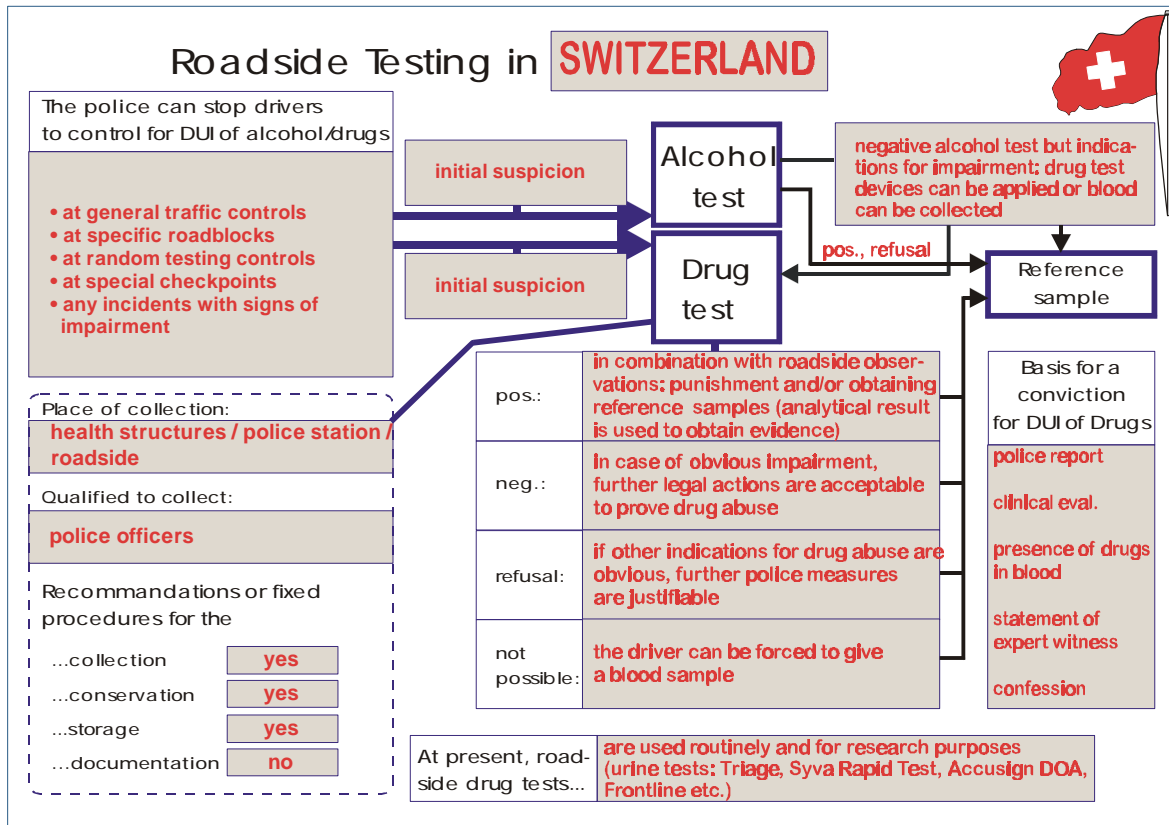 Roadside Testing in SWITZERLAND
The police can stop drivers
to control for DUI of alcohol/drugs
• at general traffic controls
• at specific roadblocks
• at random testing controls
• at special checkpoints
• any incidents with signs of
impairment
initial suspicion
initial suspicion
Alcohol
test
Drug
test
negative alcohol test but indica-
tions for impairment: drug test
devices can be applied or blood
can be collected
pos., refusal
Reference
sample
Place of collection:
health structures / police station /
roadside
Qualified to collect:
police officers
Recommandations or fixed
procedures for the
...collection yes
...conservation yes
...storage yes
...documentation no
pos.:
in combination with roadside obser-
vations: punishment and/or obtaining
reference samples (analytical result
is used to obtain evidence)
neg.:
in case of obvious impairment,
further legal actions are acceptable
to prove drug abuse
refusal:
if other indications for drug abuse are
obvious, further police measures
are justifiable
not
possible:
the driver can be forced to give
a blood sample
Basis for a
conviction
for DUI of Drugs
police report
clinical eval.
presence of drugs
in blood
statement of
expert witness
confession
At present, road-
side drug tests...
are used routinely and for research purposes
(urine tests: Triage, Syva Rapid Test, Accusign DOA,
Frontline etc.)